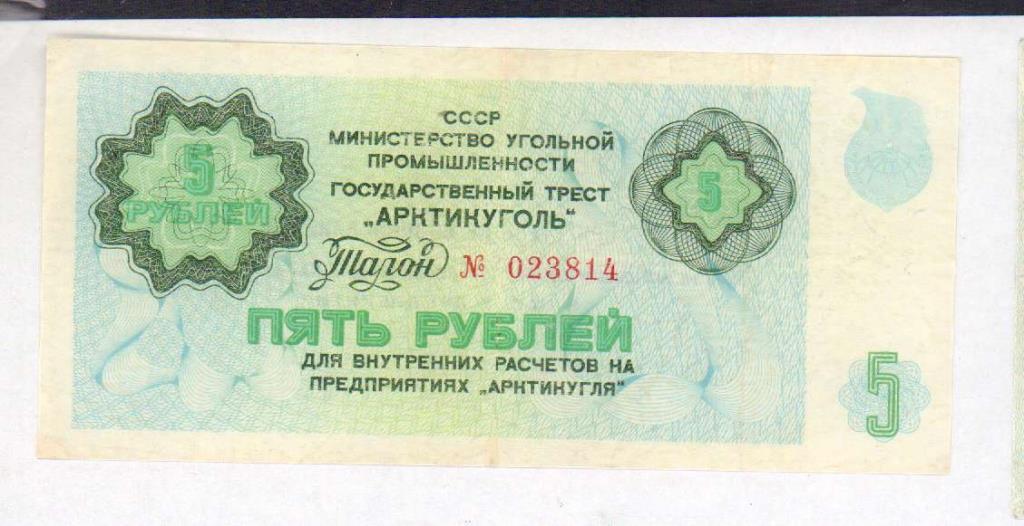 5
РУБЛЕЙ
СССР
МИНИСТЕРСТВО УГОЛЬНОЙ
ПРОМЫШЛЕННОСТИ
ГОСУДАРСТВЕННЫЙ ТРЕСТ
„АРКТИКУГОЛЬ“
Талон № 023814
5
ПЯТЬ РУБЛЕЙ
ДЛЯ ВНУТРЕННИХ РАСЧЕТОВ НА
ПРЕДПРИЯТИЯХ „АРКТИКУГЛЯ“
5